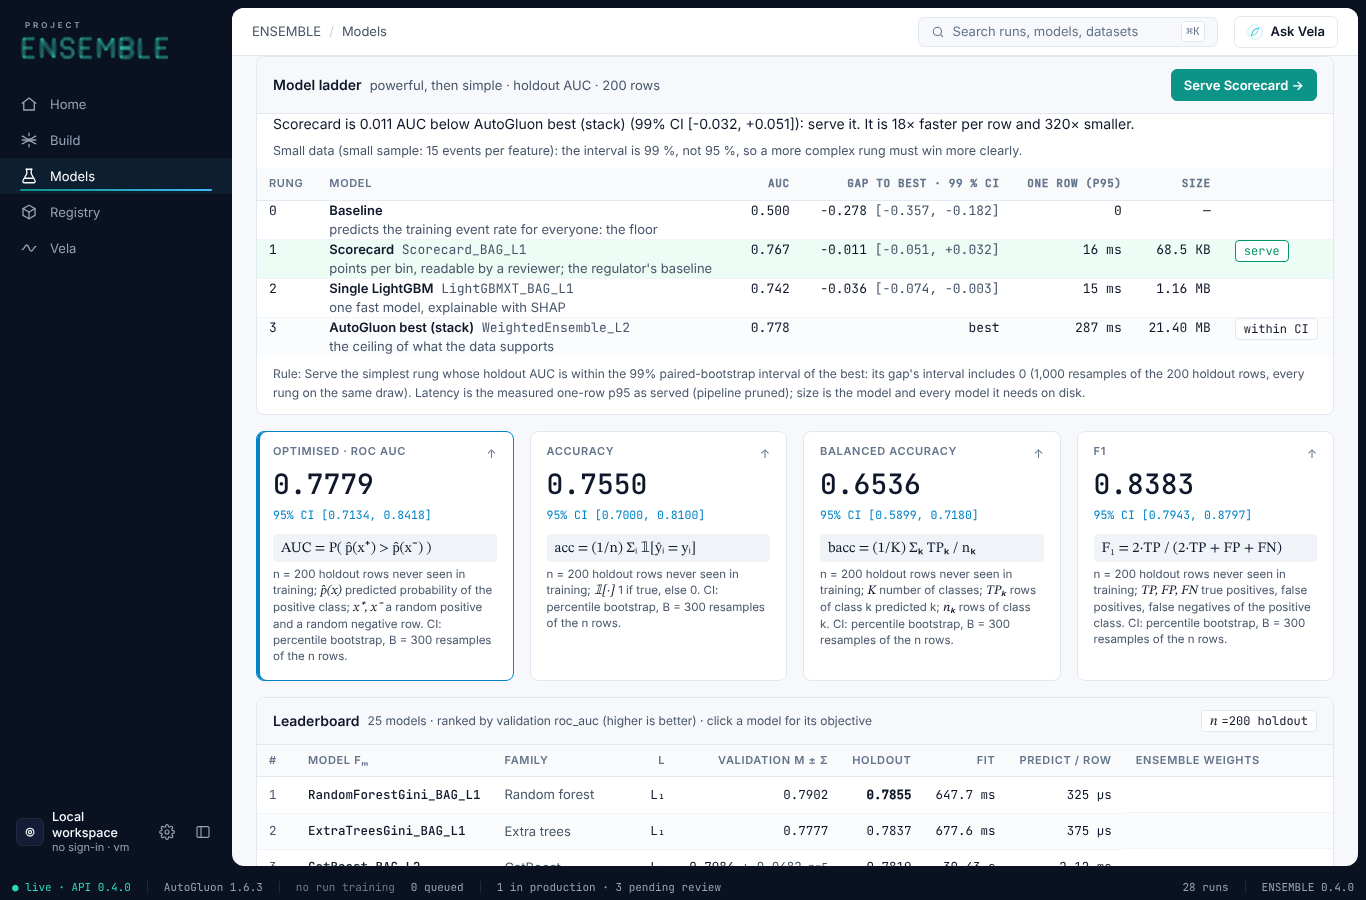 PROJECT
ENSEMBLE
Home
Build
Models
Registry
Vela
Local
workspace
no sign-in · vm
ENSEMBLE / Models
Search runs, models, datasets ⌘K
Ask Vela
Model ladder powerful, then simple · holdout AUC · 200 rows
Serve Scorecard →
Scorecard is 0.011 AUC below AutoGluon best (stack) (99% CI [-0.032, +0.051]): serve it. It is 18× faster per row and 320× smaller.
Small data (small sample: 15 events per feature): the interval is 99 %, not 95 %, so a more complex rung must win more clearly.
RUNG MODEL AUC GAP TO BEST · 99 % CI ONE ROW (P95) SIZE
0 Baseline 0.500 -0.278 [-0.357, -0.182] 0 —
predicts the training event rate for everyone: the floor
1 Scorecard Scorecard_BAG_L1 0.767 -0.011 [-0.051, +0.032] 16 ms 68.5 KB serve
points per bin, readable by a reviewer; the regulator's baseline
2 Single LightGBM LightGBMXT_BAG_L1 0.742 -0.036 [-0.074, -0.003] 15 ms 1.16 MB
one fast model, explainable with SHAP
3 AutoGluon best (stack) WeightedEnsemble_L2 0.778 best 287 ms 21.40 MB within CI
the ceiling of what the data supports
Rule: Serve the simplest rung whose holdout AUC is within the 99% paired-bootstrap interval of the best: its gap's interval includes 0 (1,000 resamples of the 200 holdout rows, every
rung on the same draw). Latency is the measured one-row p95 as served (pipeline pruned); size is the model and every model it needs on disk.
OPTIMISED · ROC AUC ↑
0.7779
95% CI [0.7134, 0.8418]
AUC = P( p̂(x⁺) > p̂(x⁻) )
n = 200 holdout rows never seen in
training; p̂(x) predicted probability of the
positive class; x⁺, x⁻ a random positive
and a random negative row. CI:
percentile bootstrap, B = 300 resamples
of the n rows.
ACCURACY ↑
0.7550
95% CI [0.7000, 0.8100]
acc = (1/n) Σᵢ 𝟙[ŷᵢ = yᵢ]
n = 200 holdout rows never seen in
training; 𝟙[·] 1 if true, else 0. CI:
percentile bootstrap, B = 300 resamples
of the n rows.
BALANCED ACCURACY ↑
0.6536
95% CI [0.5899, 0.7180]
bacc = (1/K) Σₖ TPₖ / nₖ
n = 200 holdout rows never seen in
training; K number of classes; TPₖ rows
of class k predicted k; nₖ rows of class
k. CI: percentile bootstrap, B = 300
resamples of the n rows.
F1 ↑
0.8383
95% CI [0.7943, 0.8797]
F₁ = 2·TP / (2·TP + FP + FN)
n = 200 holdout rows never seen in
training; TP, FP, FN true positives, false
positives, false negatives of the positive
class. CI: percentile bootstrap, B = 300
resamples of the n rows.
Leaderboard 25 models · ranked by validation roc_auc (higher is better) · click a model for its objective
n =200 holdout
# MODEL Fₘ FAMILY L VALIDATION M ± Σ HOLDOUT FIT PREDICT / ROW ENSEMBLE WEIGHTS
1 RandomForestGini_BAG_L1 Random forest L₁ 0.7902 0.7855 647.7 ms 325 µs
2 ExtraTreesGini_BAG_L1 Extra trees L₁ 0.7777 0.7837 677.6 ms 375 µs
● live · API 0.4.0 AutoGluon 1.6.3 no run training 0 queued 1 in production · 3 pending review 28 runs ENSEMBLE 0.4.0